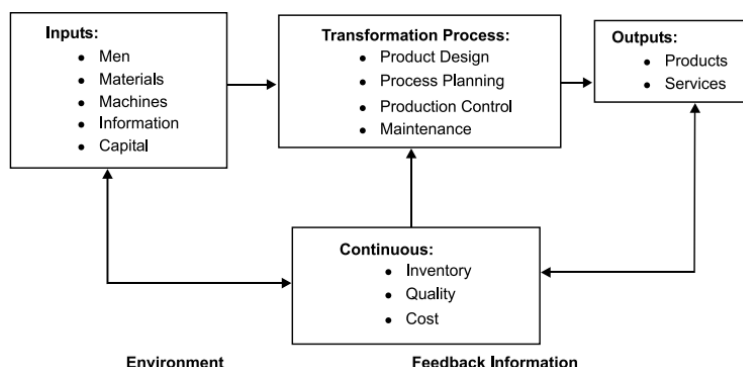 Inputs:
• Men
• Materials
• Machines
• Information
• Capital
Transformation Process:
• Product Design
• Process Planning
• Production Control
• Maintenance
Outputs:
• Products
• Services
Continuous:
• Inventory
• Quality
• Cost
Environment
Feedback Information